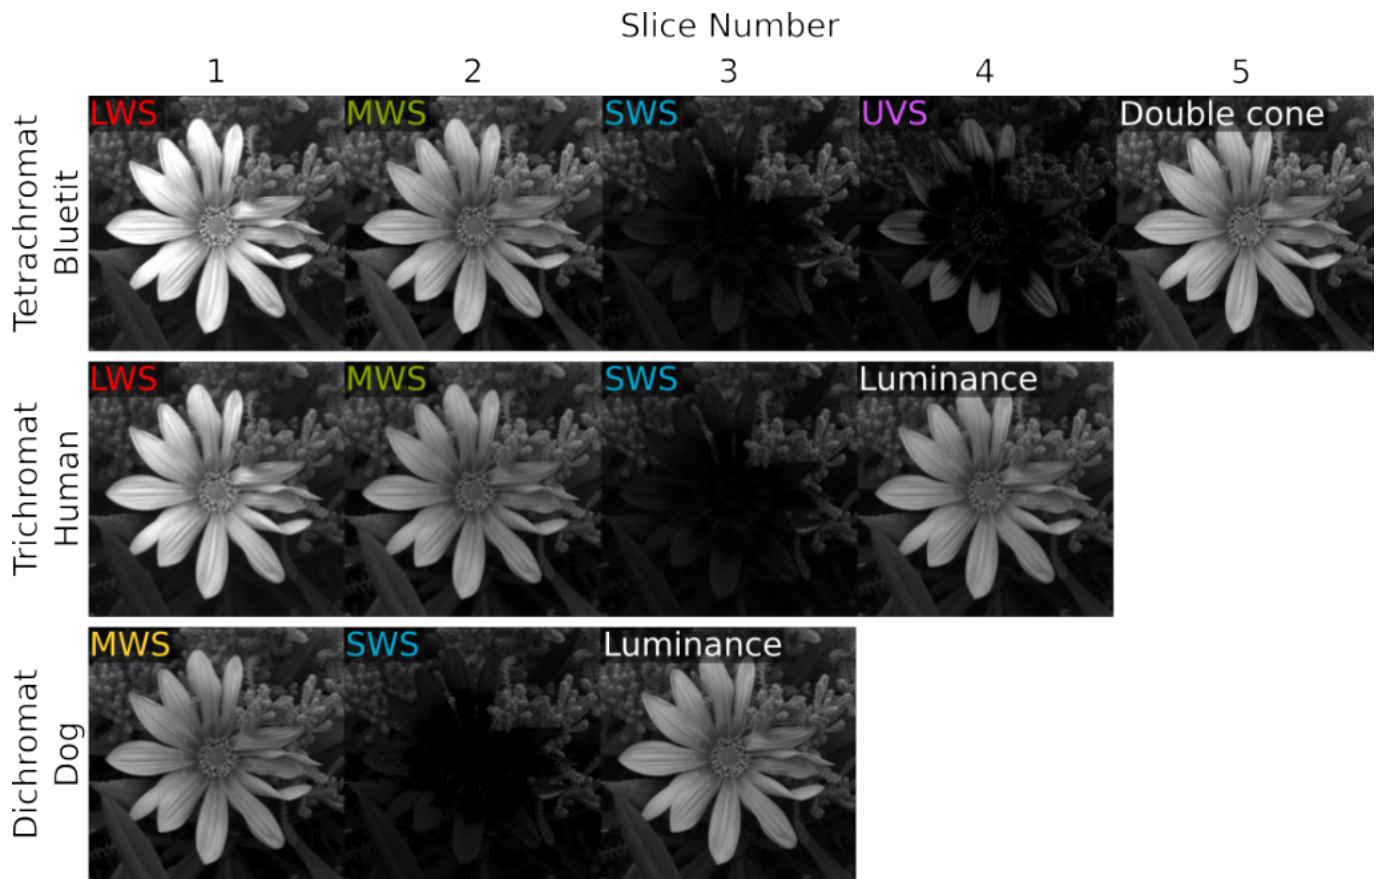 Slice Number
1 2 3 4 5
Tetrachromat
Bluetit
LWS MWS SWS UVS Double cone
Trichromat
Human
LWS MWS SWS Luminance
Dichromat
Dog
MWS SWS Luminance